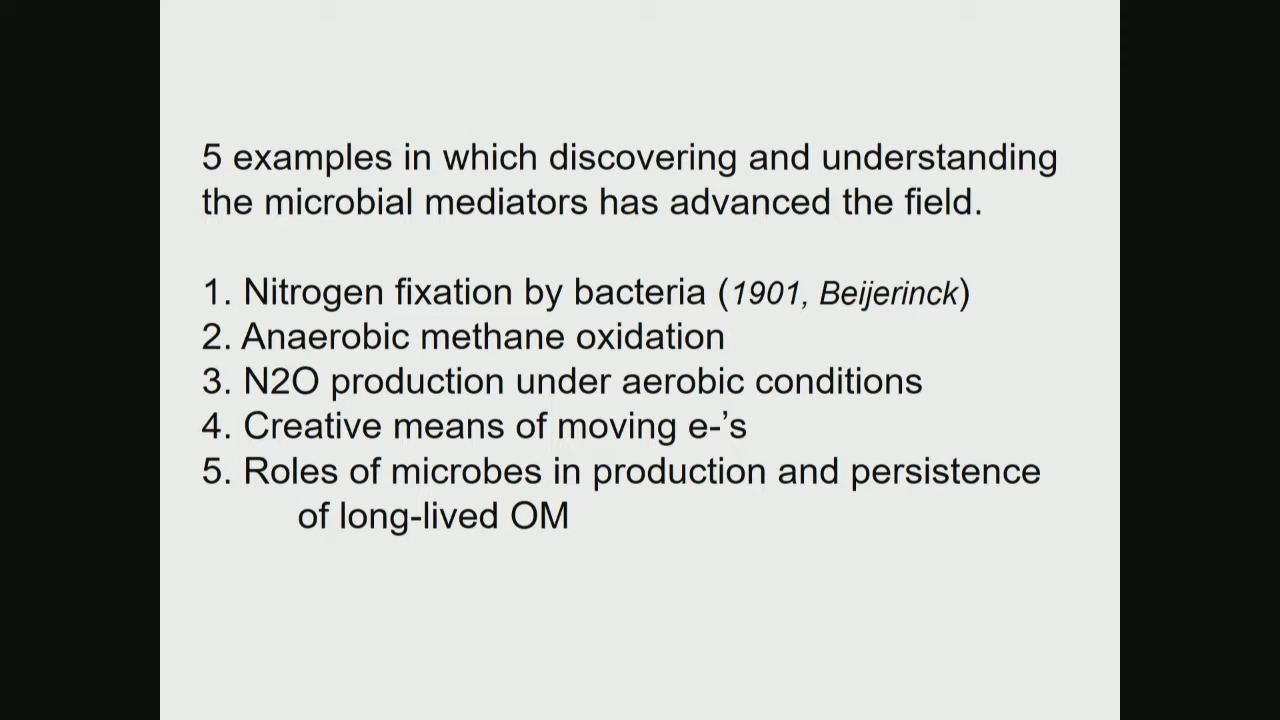 5 examples in which discovering and understanding
the microbial mediators has advanced the field.
1. Nitrogen fixation by bacteria (1901, Beijerinck)
2. Anaerobic methane oxidation
3. N2O production under aerobic conditions
4. Creative means of moving e-’s
5. Roles of microbes in production and persistence
of long-lived OM